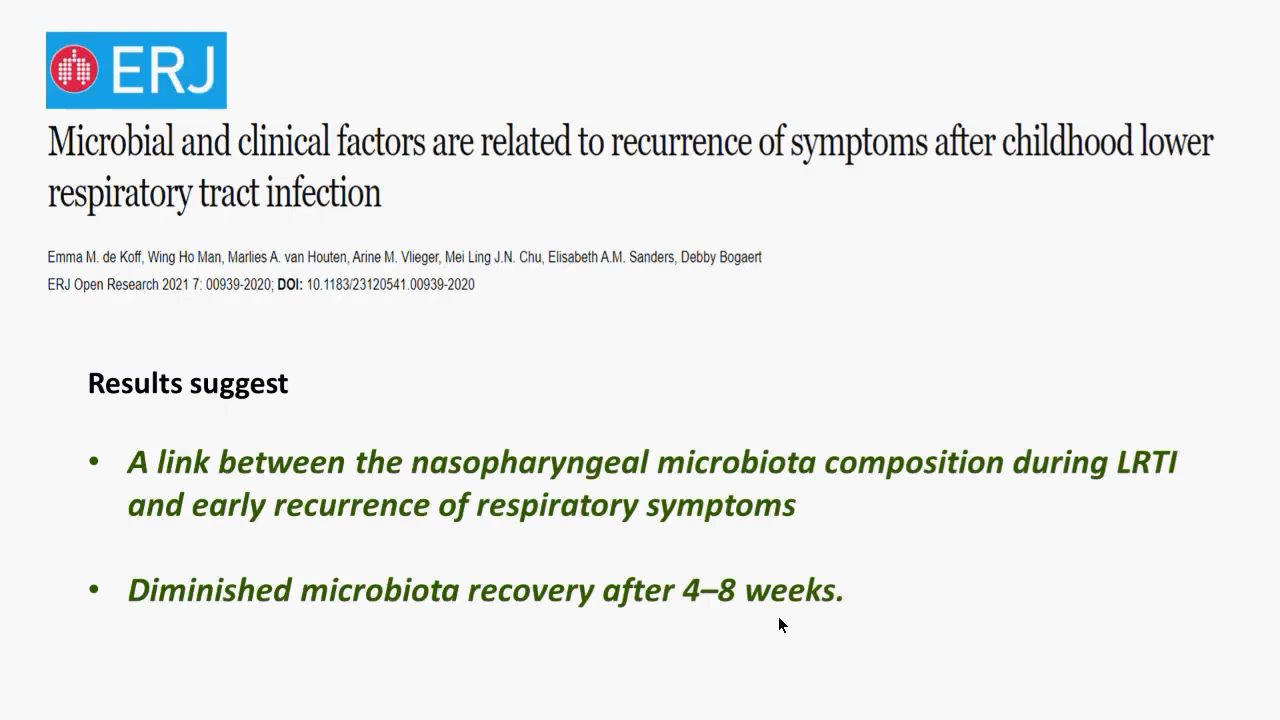 ERJ
Microbial and clinical factors are related to recurrence of symptoms after childhood lower
respiratory tract infection
Emma M. de Koff, Wing Ho Man, Marlies A. van Houten, Arine M. Vlieger, Mei Ling J.N. Chu, Elisabeth A.M. Sanders, Debby Bogaert
ERJ Open Research 2021 7: 00939-2020; DOI: 10.1183/23120541.00939-2020
Results suggest
• A link between the nasopharyngeal microbiota composition during LRTI
and early recurrence of respiratory symptoms
• Diminished microbiota recovery after 4–8 weeks.